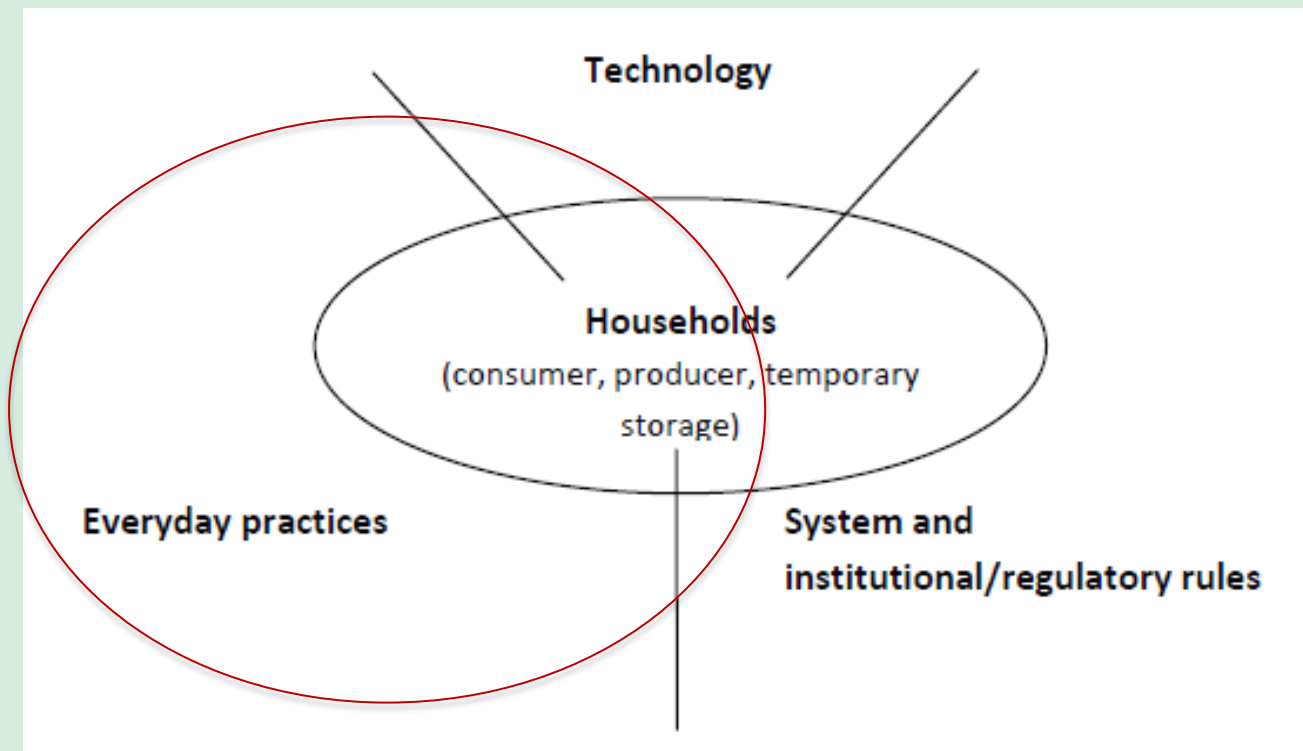 Technology
Households
(consumer, producer, temporary
storage)
Everyday practices
System and
institutional/regulatory rules